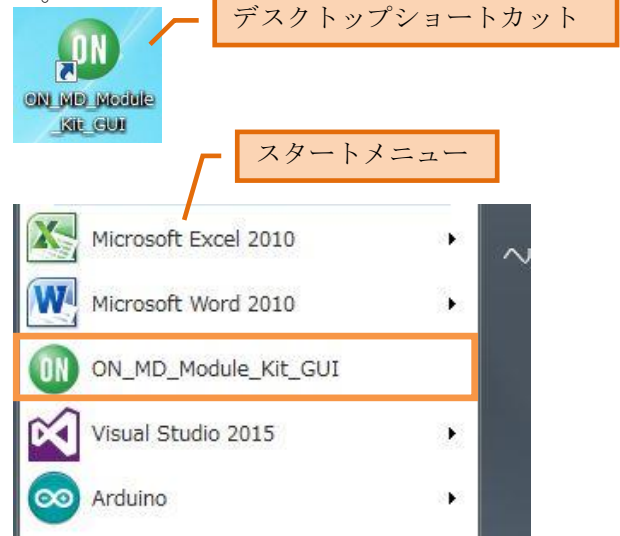 。
デスクトップショートカット
ON
ON_MD_Module
_Kit_GUI
スタートメニュー
Microsoft Excel 2010
W Microsoft Word 2010
ON ON_MD_Module_Kit_GUI
Visual Studio 2015
Arduino